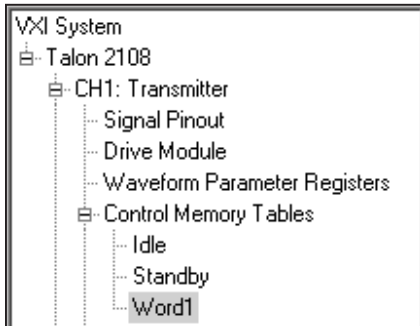 VXI System
Talon 2108
CH1: Transmitter
Signal Pinout
Drive Module
Waveform Parameter Registers
Control Memory Tables
Idle
Standby
Word1